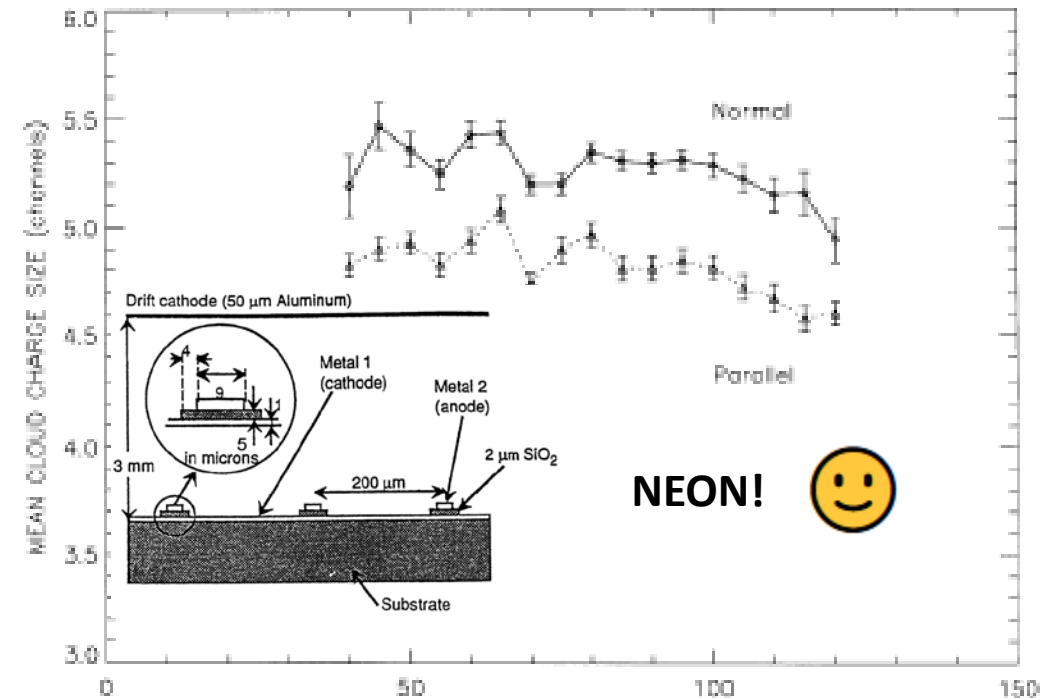 6.0
5.5
5.0
4.5
4.0
3.5
3.0
MEAN CLOUD CHARGE SIZE (channels)
Normal
Parallel
Drift cathode (50 µm Aluminum)
4
9
1
5
in microns
3 mm
Metal 1
(cathode)
Metal 2
(anode)
2 µm SiO₂
200 µm
Substrate
NEON!
0
50
100
150